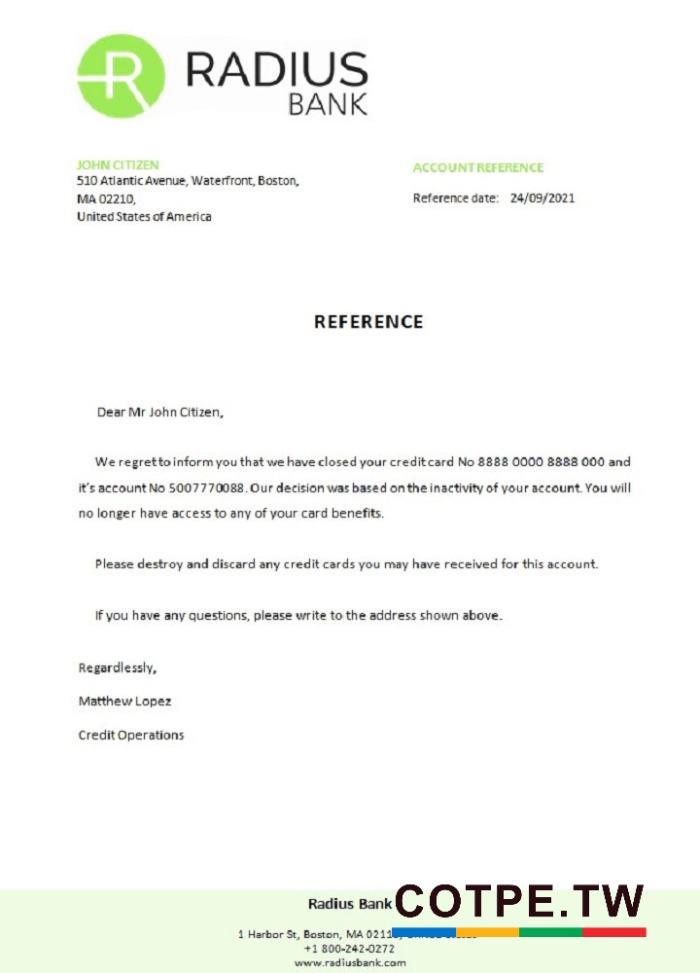 R RADIUS
BANK
JOHN CITIZEN
510 Atlantic Avenue, Waterfront, Boston,
MA 02210,
United States of America
ACCOUNT REFERENCE
Reference date: 24/09/2021
REFERENCE
Dear Mr John Citizen,
We regret to inform you that we have closed your credit card No 8888 0000 8888 000 and
it's account No 5007770088. Our decision was based on the inactivity of your account. You will
no longer have access to any of your card benefits.
Please destroy and discard any credit cards you may have received for this account.
If you have any questions, please write to the address shown above.
Regardlessly,
Matthew Lopez
Credit Operations
Radius Bank
COTPE.TW
1 Harbor St, Boston, MA
+1 800-242-0272
www.radiusbank.com